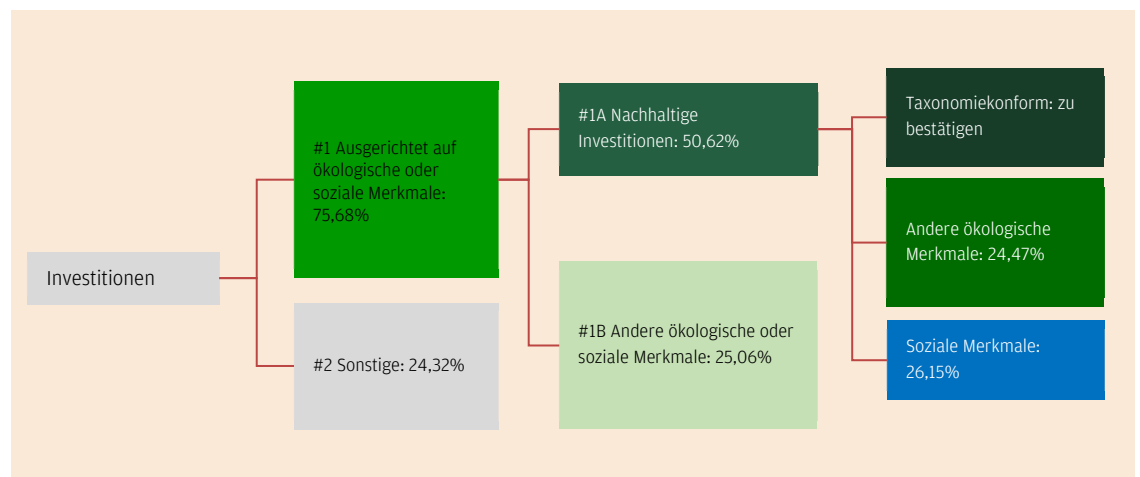 Investitionen
#1 Ausgerichtet auf
ökologische oder
soziale Merkmale:
75,68%
#2 Sonstige: 24,32%
#1A Nachhaltige
Investitionen: 50,62%
#1B Andere ökologische oder
soziale Merkmale: 25,06%
Taxonomiekonform: zu
bestätigen
Andere ökologische
Merkmale: 24,47%
Soziale Merkmale:
26,15%